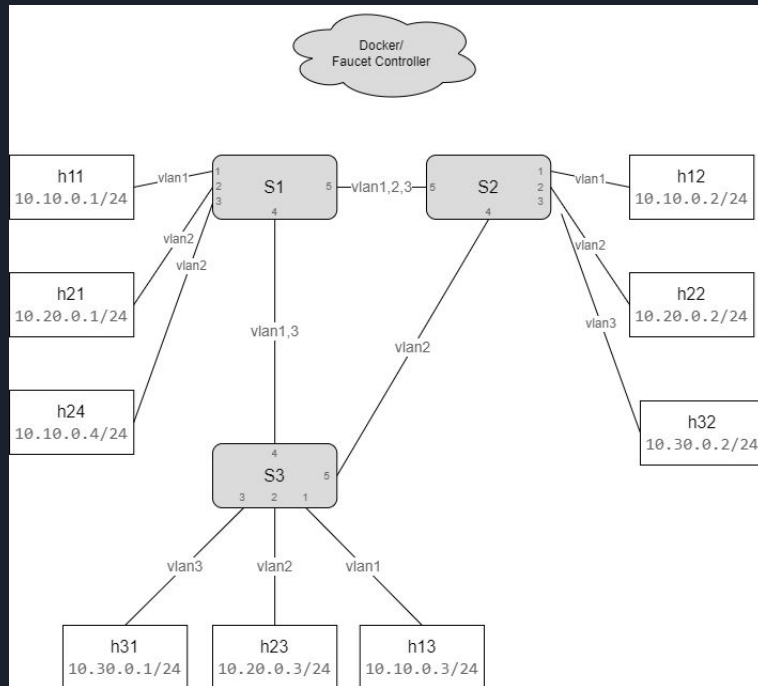 Docker/
Faucet Controller
h11
10.10.0.1/24
vlan1
1
2
3
S1
5
4
vlan1,2,3
5
S2
1
2
3
4
vlan1
h12
10.10.0.2/24
vlan2
vlan2
h21
10.20.0.1/24
vlan2
h22
10.20.0.2/24
vlan3
vlan1,3
vlan2
h24
10.10.0.4/24
h32
10.30.0.2/24
4
S3
5
3
2
1
vlan3
vlan2
vlan1
h31
10.30.0.1/24
h23
10.20.0.3/24
h13
10.10.0.3/24